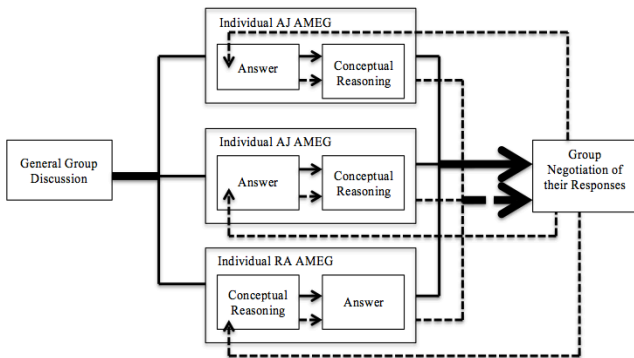 Individual AJ AMEG
Answer
Conceptual
Reasoning
General Group
Discussion
Individual AJ AMEG
Answer
Conceptual
Reasoning
Group
Negotiation of
their Responses
Individual RA AMEG
Conceptual
Reasoning
Answer